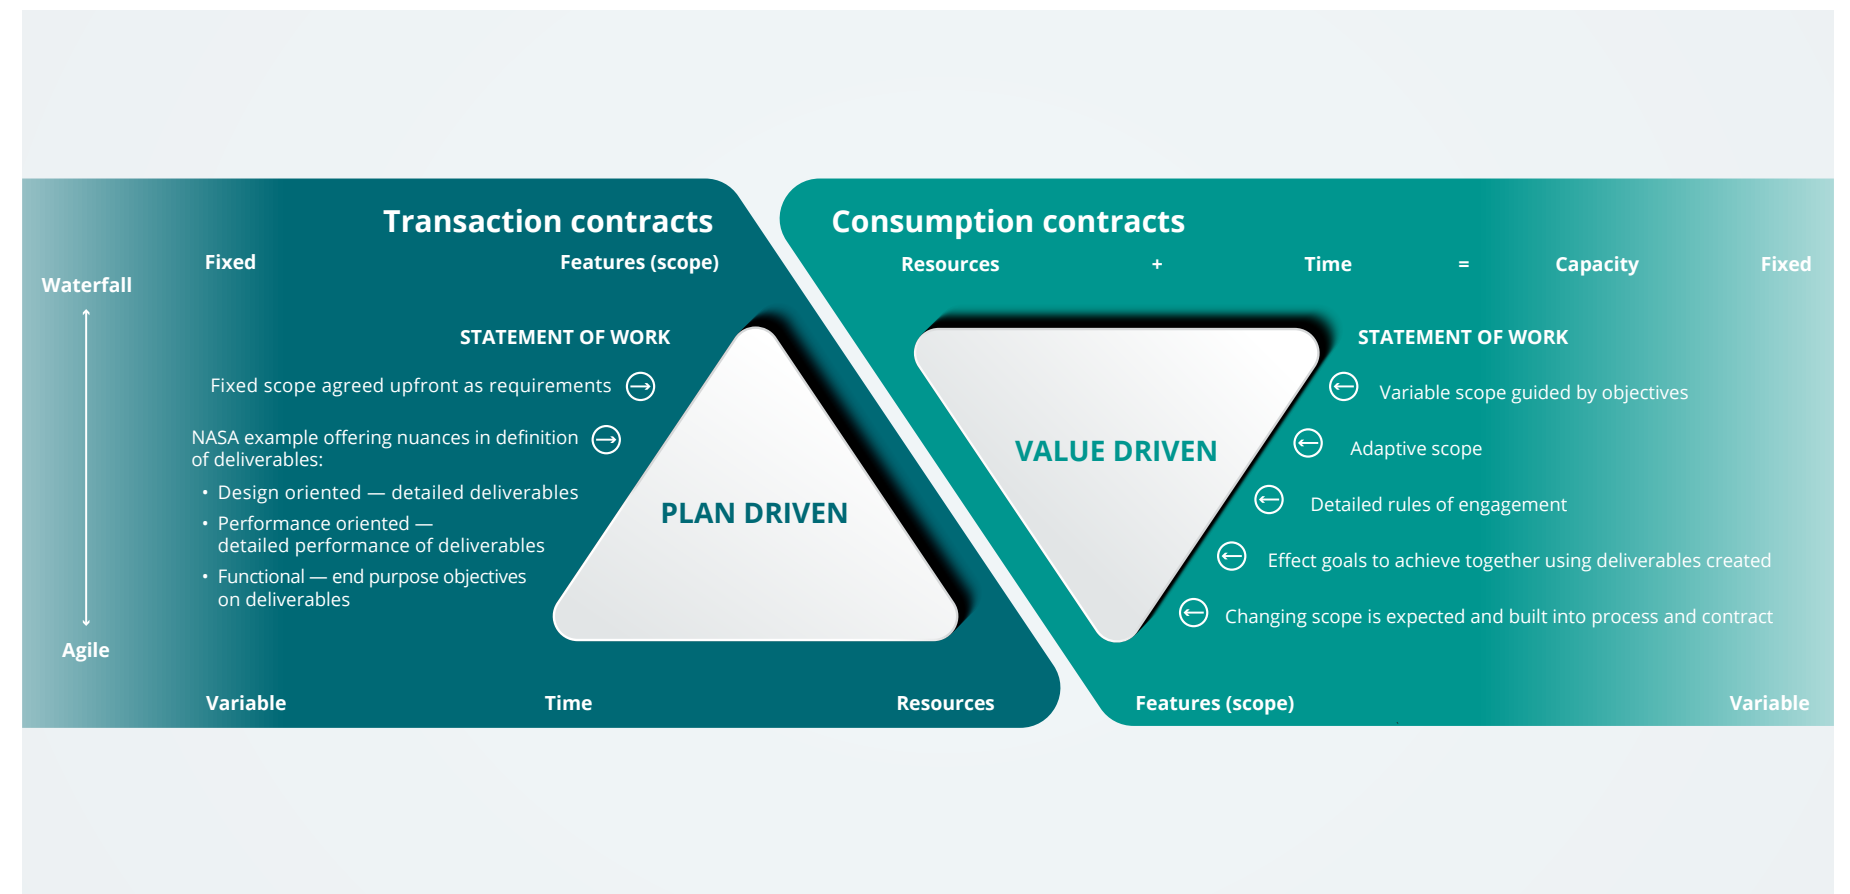 Transaction contracts
Fixed
Features (scope)
Waterfall
Agile
STATEMENT OF WORK
Fixed scope agreed upfront as requirements
NASA example offering nuances in definition
of deliverables:
• Design oriented — detailed deliverables
• Performance oriented —
detailed performance of deliverables
• Functional — end purpose objectives
on deliverables
PLAN DRIVEN
Variable
Time
Resources
Consumption contracts
Resources + Time = Capacity Fixed
VALUE DRIVEN
STATEMENT OF WORK
Variable scope guided by objectives
Adaptive scope
Detailed rules of engagement
Effect goals to achieve together using deliverables created
Changing scope is expected and built into process and contract
Features (scope)
Variable